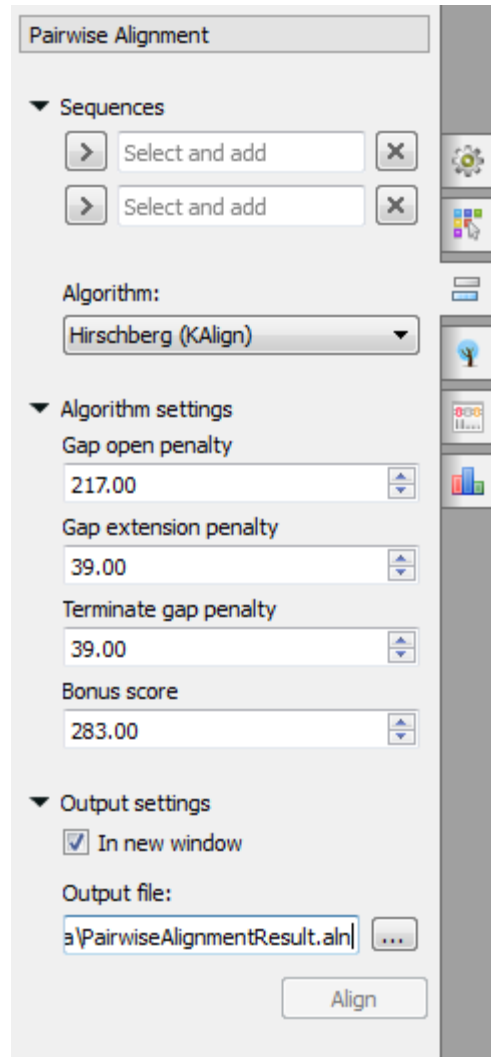 Pairwise Alignment
Sequences
Select and add
Select and add
Algorithm:
Hirschberg (KAlign)
Algorithm settings
Gap open penalty
217.00
Gap extension penalty
39.00
Terminate gap penalty
39.00
Bonus score
283.00
Output settings
In new window
Output file:
a\PairwiseAlignmentResult.aln ...
Align